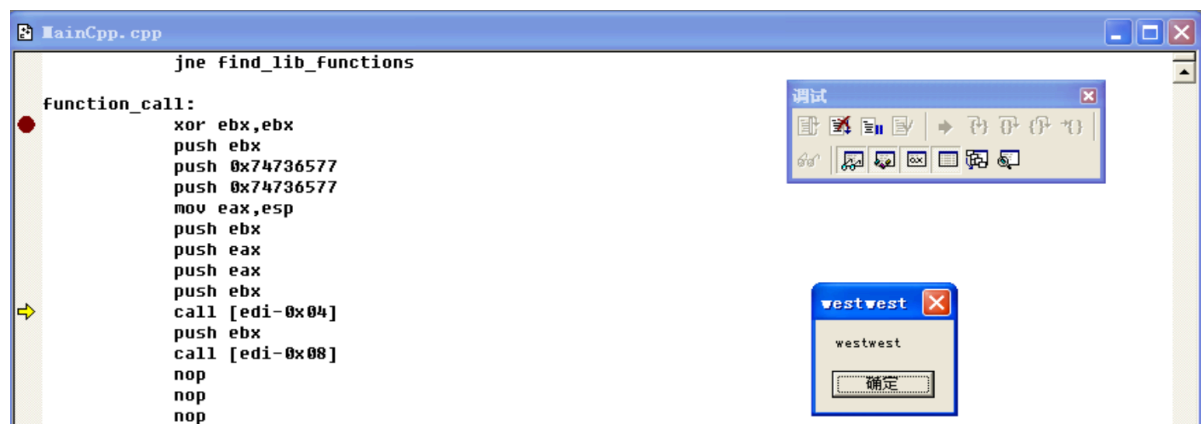 MainCpp.cpp
jne find_lib_functions
function_call:
xor ebx,ebx
push ebx
push 0x74736577
push 0x74736577
mov eax,esp
push ebx
push eax
push eax
push ebx
call [edi-0x04]
push ebx
call [edi-0x08]
nop
nop
nop
调试
westwest
westwest
确定